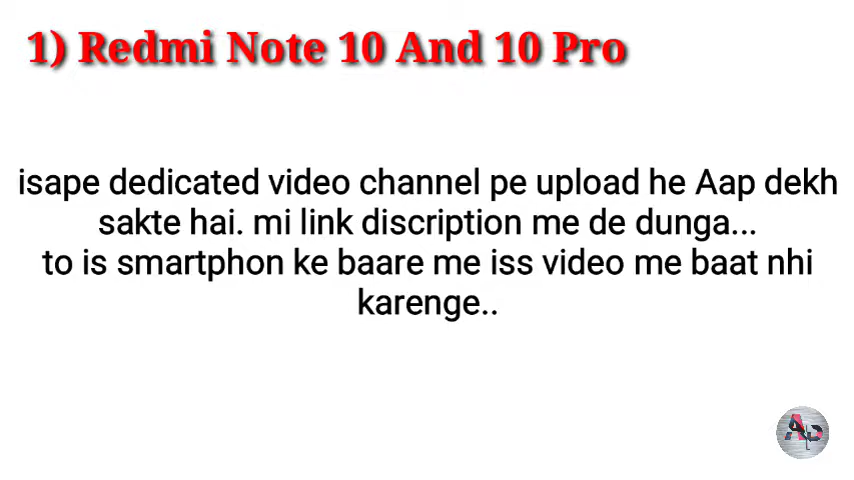 1) Redmi Note 10 And 10 Pro
isape dedicated video channel pe upload he Aap dekh
sakte hai. mi link discription me de dunga...
to is smartphon ke baare me iss video me baat nhi
karenge..